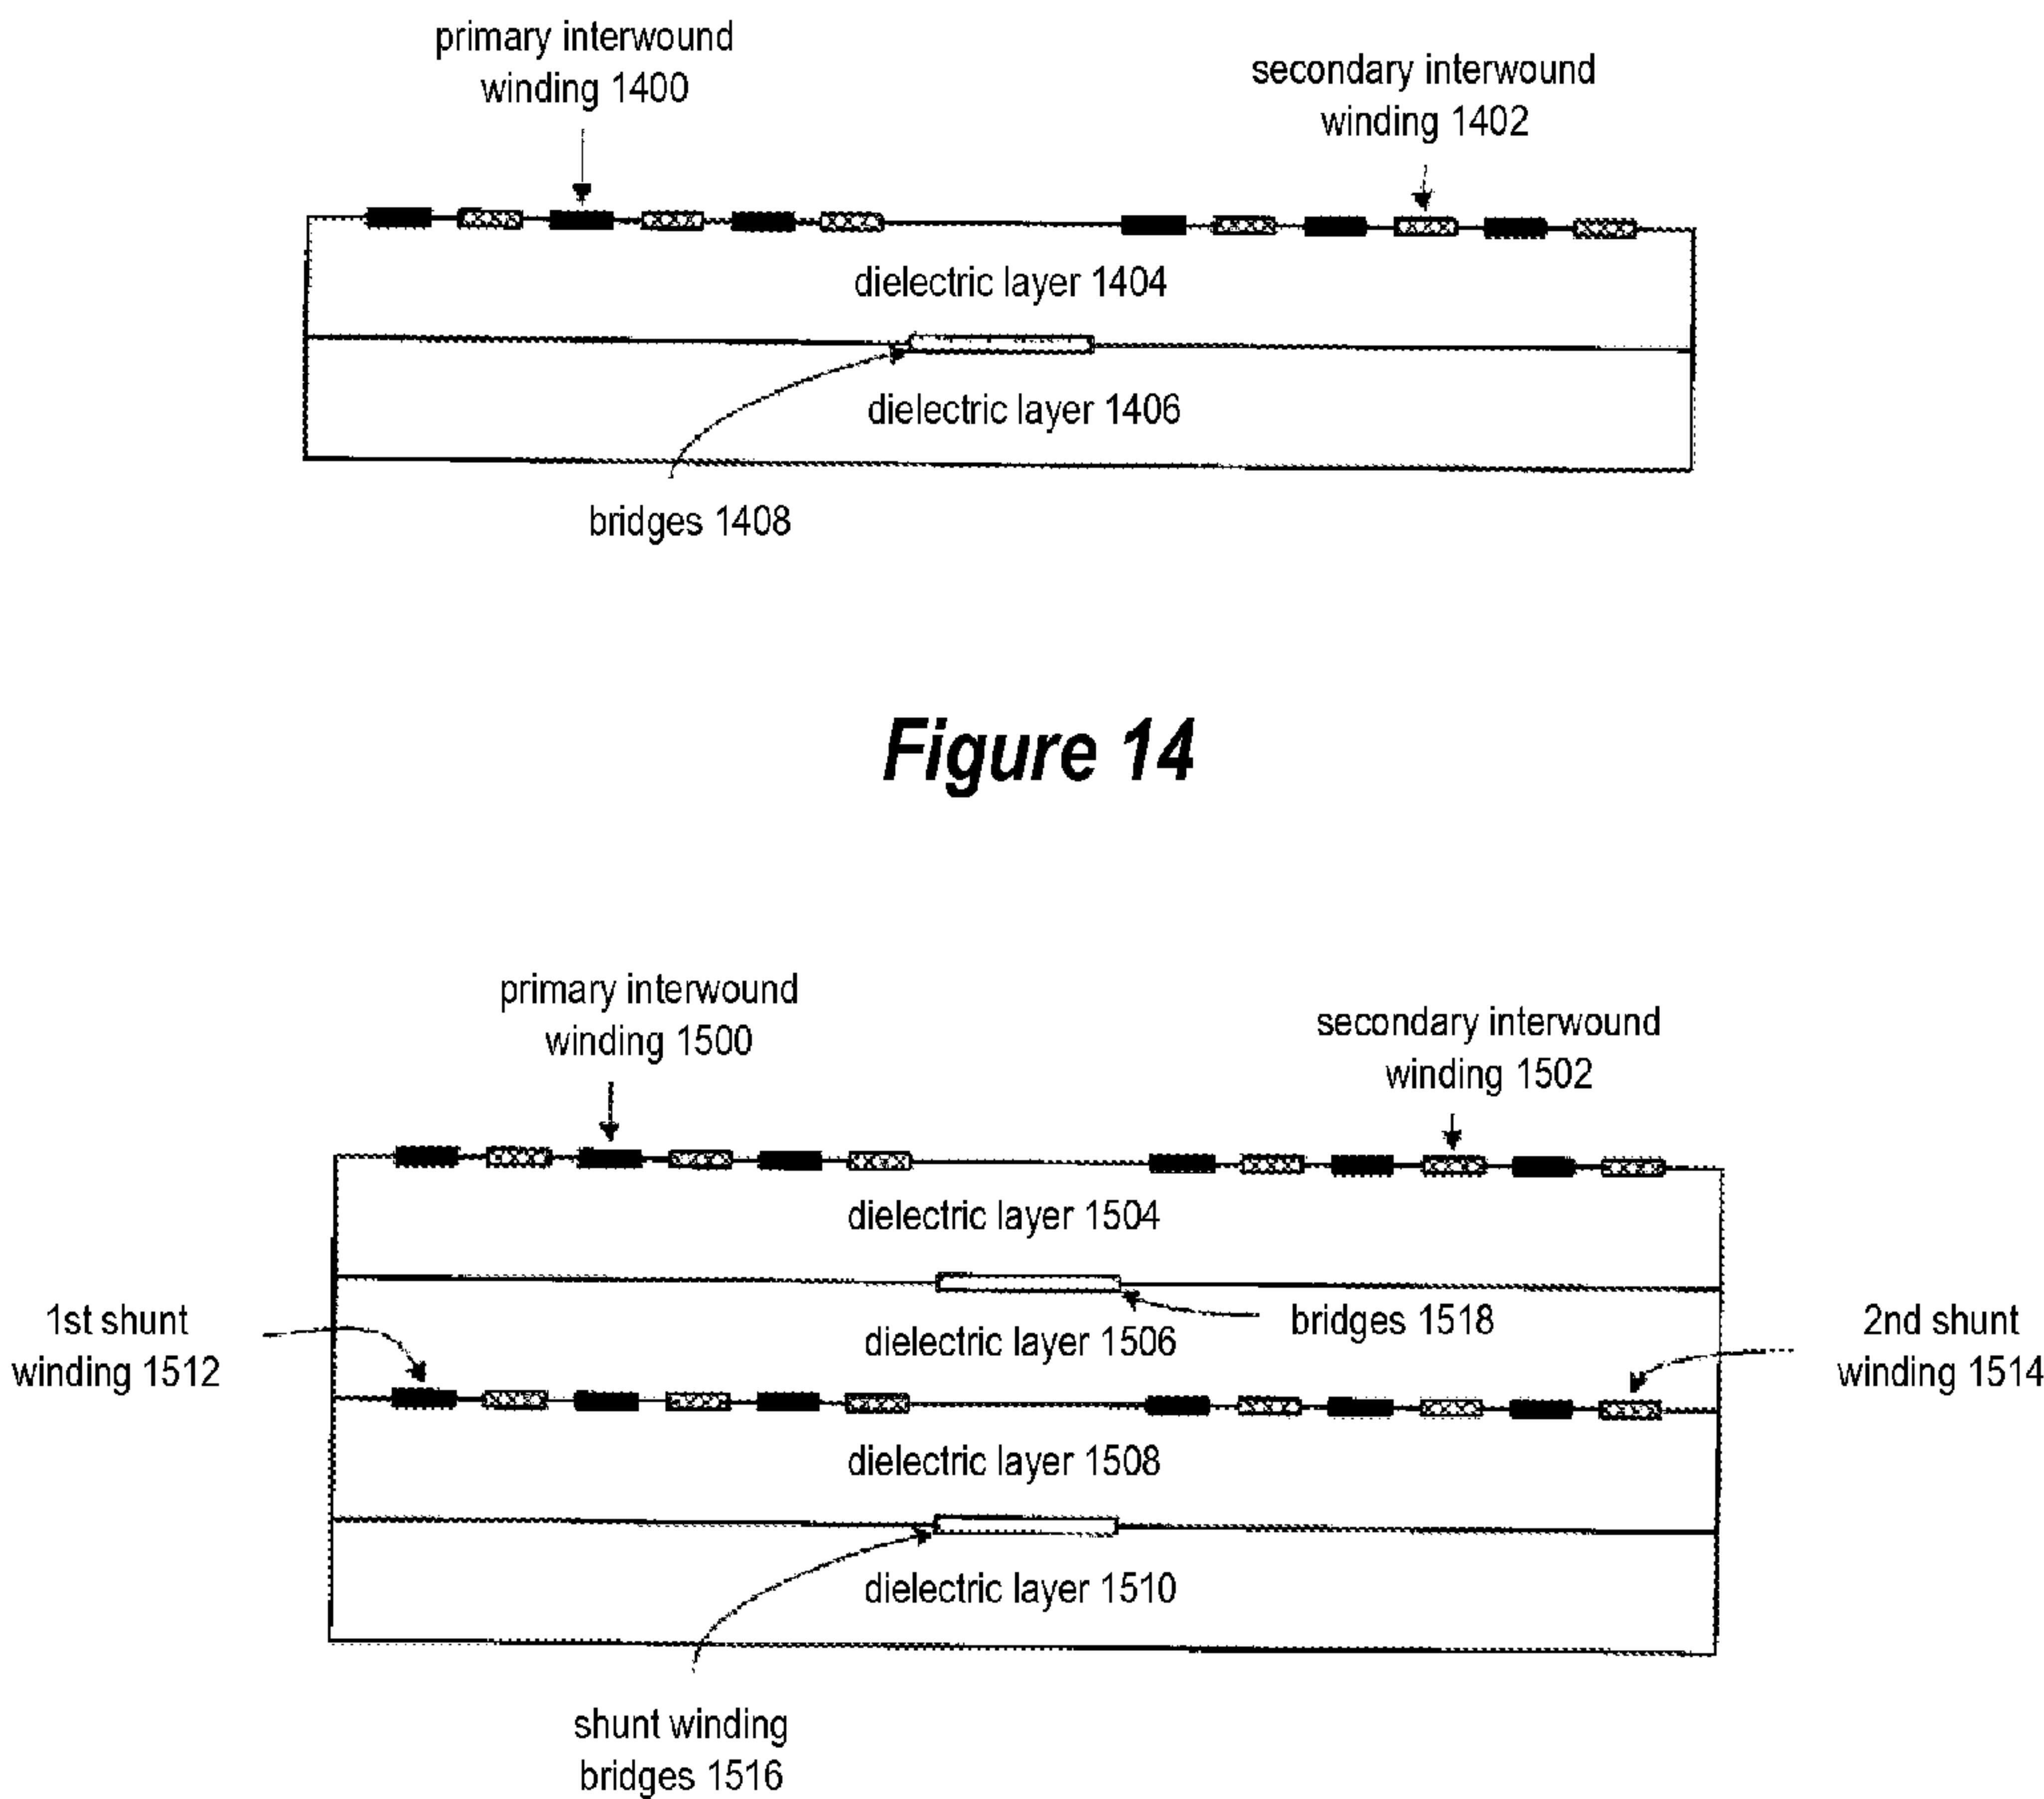 primary interwound
winding 1400
secondary interwound
winding 1402
dielectric layer 1404
dielectric layer 1406
bridges 1408
Figure 14
primary interwound
winding 1500
secondary interwound
winding 1502
dielectric layer 1504
1st shunt
winding 1512
bridges 1518
dielectric layer 1506
2nd shunt
winding 1514
dielectric layer 1508
dielectric layer 1510
shunt winding
bridges 1516